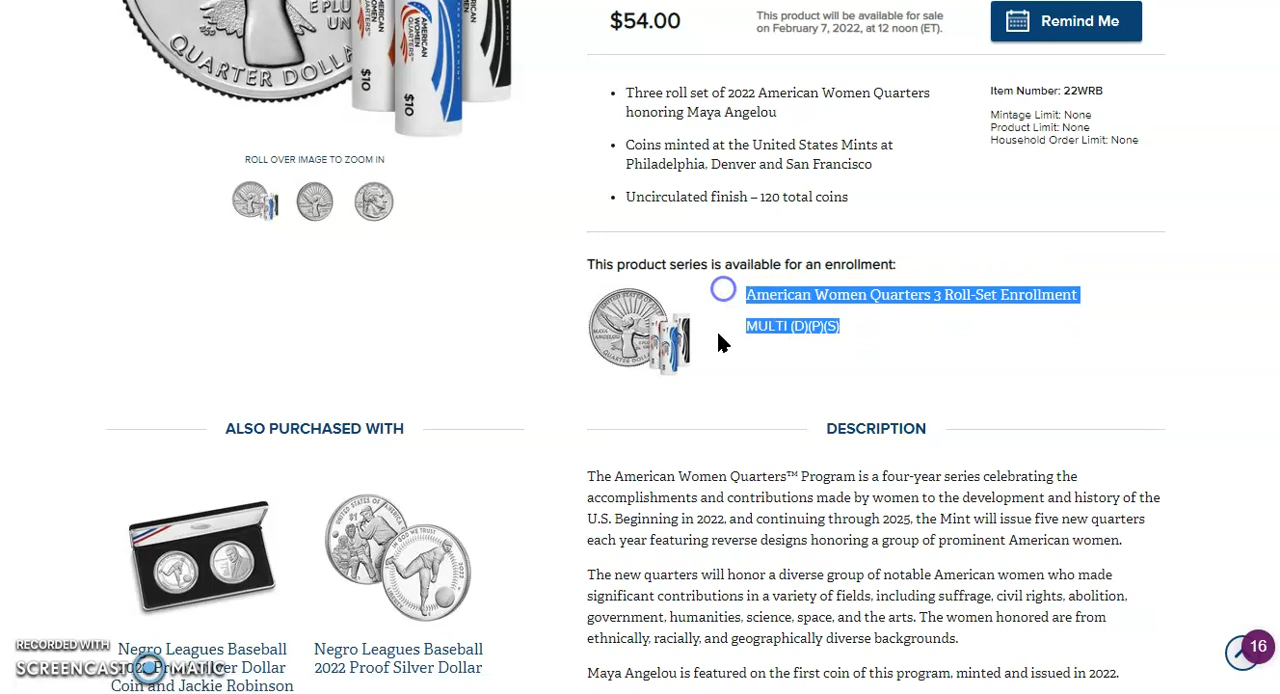 E PLU
UN
QUARTER DOLLA
AMERICAN
WOMEN
QUARTERS™
$10
AMERICAN
WOMEN
QUARTERS™
$10
$54.00
This product will be available for sale
on February 7, 2022, at 12 noon (ET).
Remind Me
ROLL OVER IMAGE TO ZOOM IN
• Three roll set of 2022 American Women Quarters
honoring Maya Angelou
• Coins minted at the United States Mints at
Philadelphia, Denver and San Francisco
• Uncirculated finish – 120 total coins
Item Number: 22WRB
Mintage Limit: None
Product Limit: None
Household Order Limit: None
This product series is available for an enrollment:
American Women Quarters 3 Roll-Set Enrollment
MULTI (D)(P)(S)
ALSO PURCHASED WITH
Negro Leagues Baseball
2022 Proof Silver Dollar
Coin and Jackie Robinson
Negro Leagues Baseball
2022 Proof Silver Dollar
DESCRIPTION
The American Women Quarters™ Program is a four-year series celebrating the
accomplishments and contributions made by women to the development and history of the
U.S. Beginning in 2022, and continuing through 2025, the Mint will issue five new quarters
each year featuring reverse designs honoring a group of prominent American women.
The new quarters will honor a diverse group of notable American women who made
significant contributions in a variety of fields, including suffrage, civil rights, abolition,
government, humanities, science, space, and the arts. The women honored are from
ethnically, racially, and geographically diverse backgrounds.
Maya Angelou is featured on the first coin of this program, minted and issued in 2022.
RECORDED WITH
SCREENCAST MATIC
16